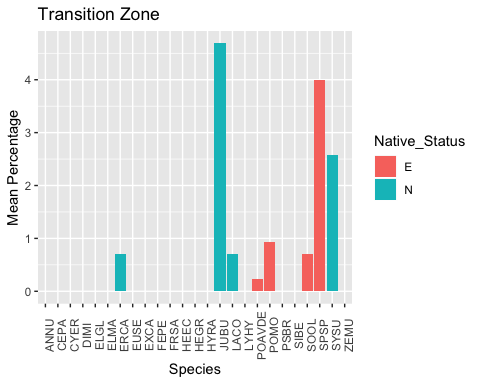 Transition Zone
Mean Percentage
4
3
2
1
0
ANNU
CEPA
CYER
DIMI
ELGL
ELMA
ERCA
EUSE
EXCA
FEPE
FRSA
HEEC
HEGR
HYRA
JUBU
LACO
LYHY
POAVDE
POMO
PSBR
SIBE
SOOL
SPSP
SYSU
ZEMU
Species
Native_Status
E
N